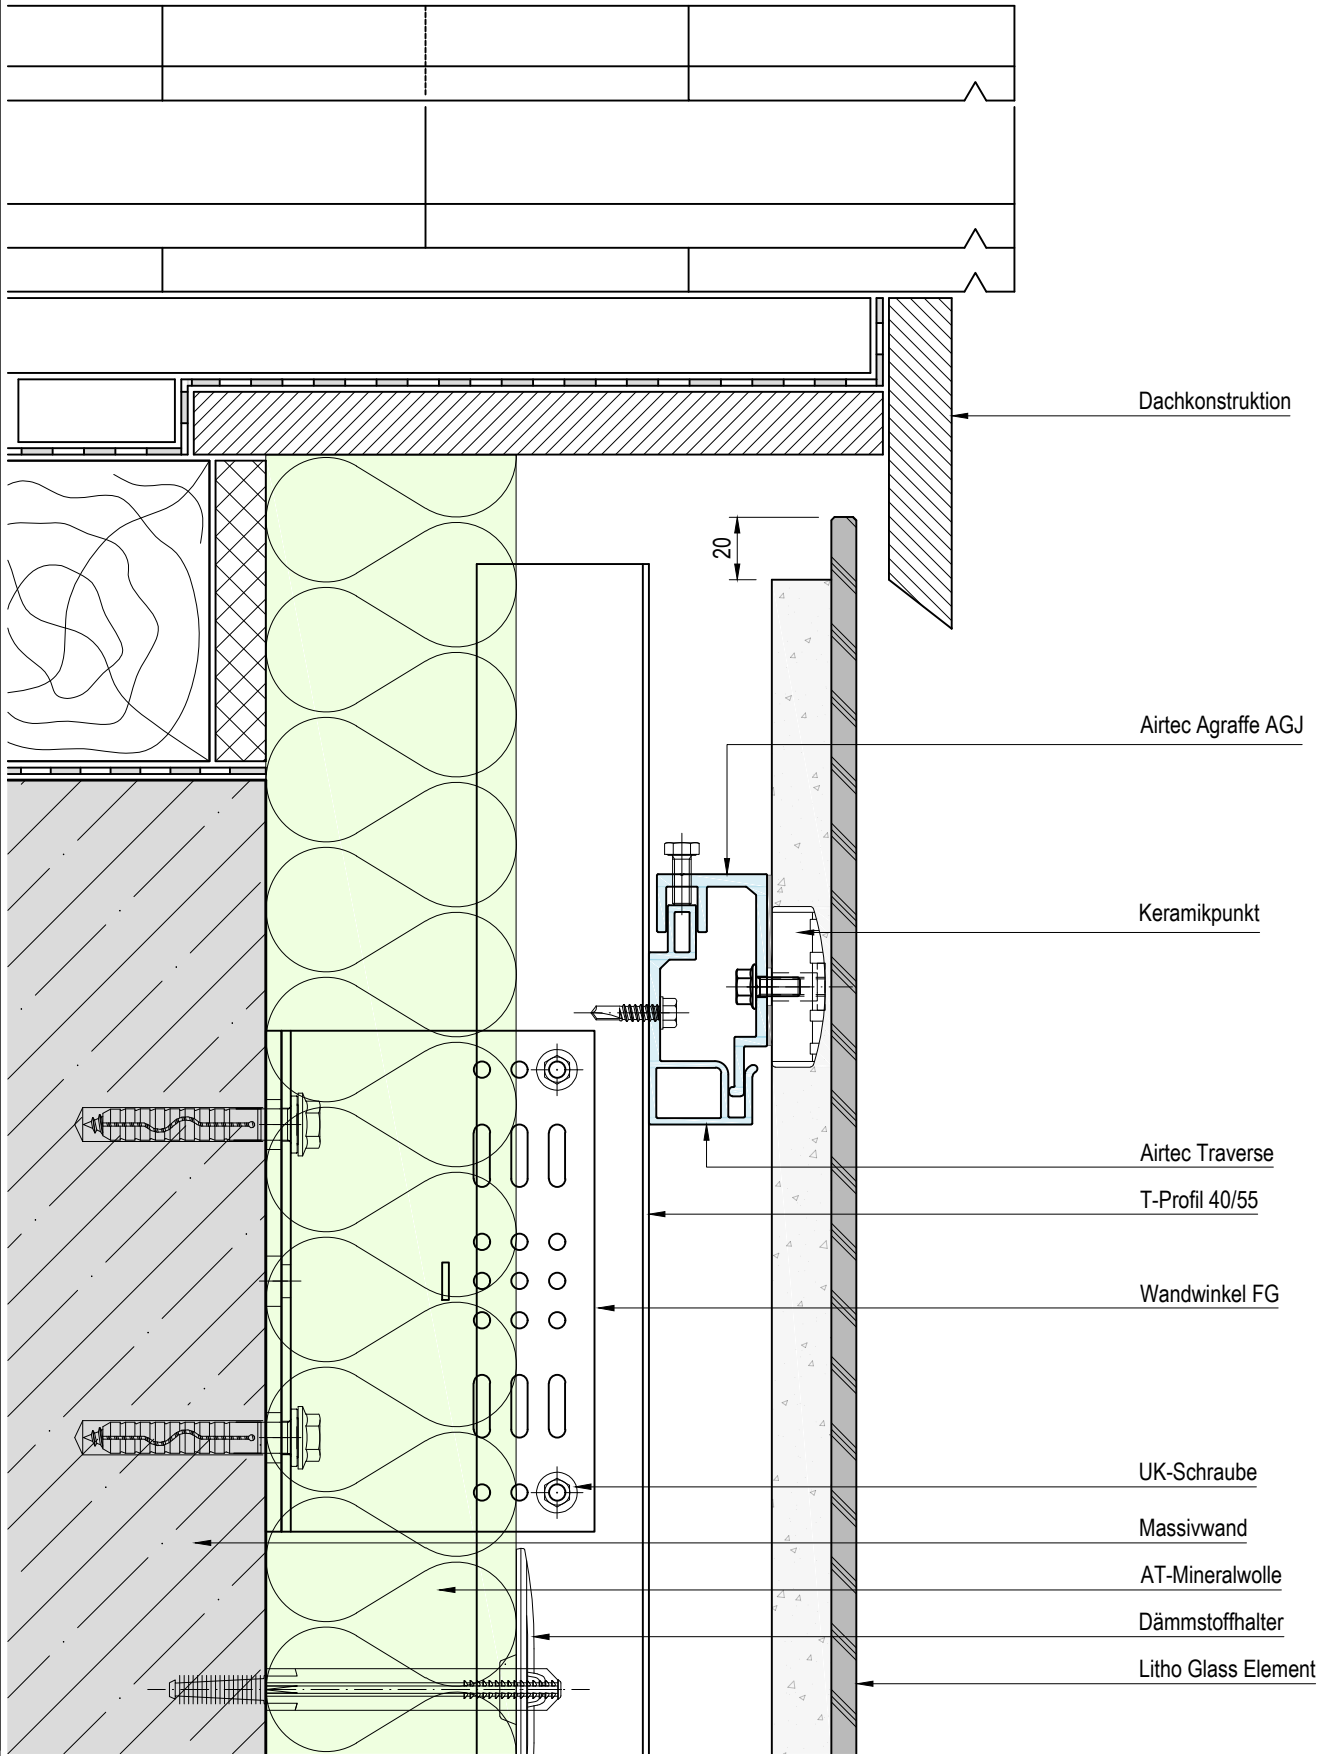 Dachkonstruktion
20
Airtec Agraffe AGJ
Keramikpunkt
Airtec Traverse
T-Profil 40/55
Wandwinkel FG
UK-Schraube
Massivwand
AT-Mineralwolle
Dämmstoffhalter
Litho Glass Element